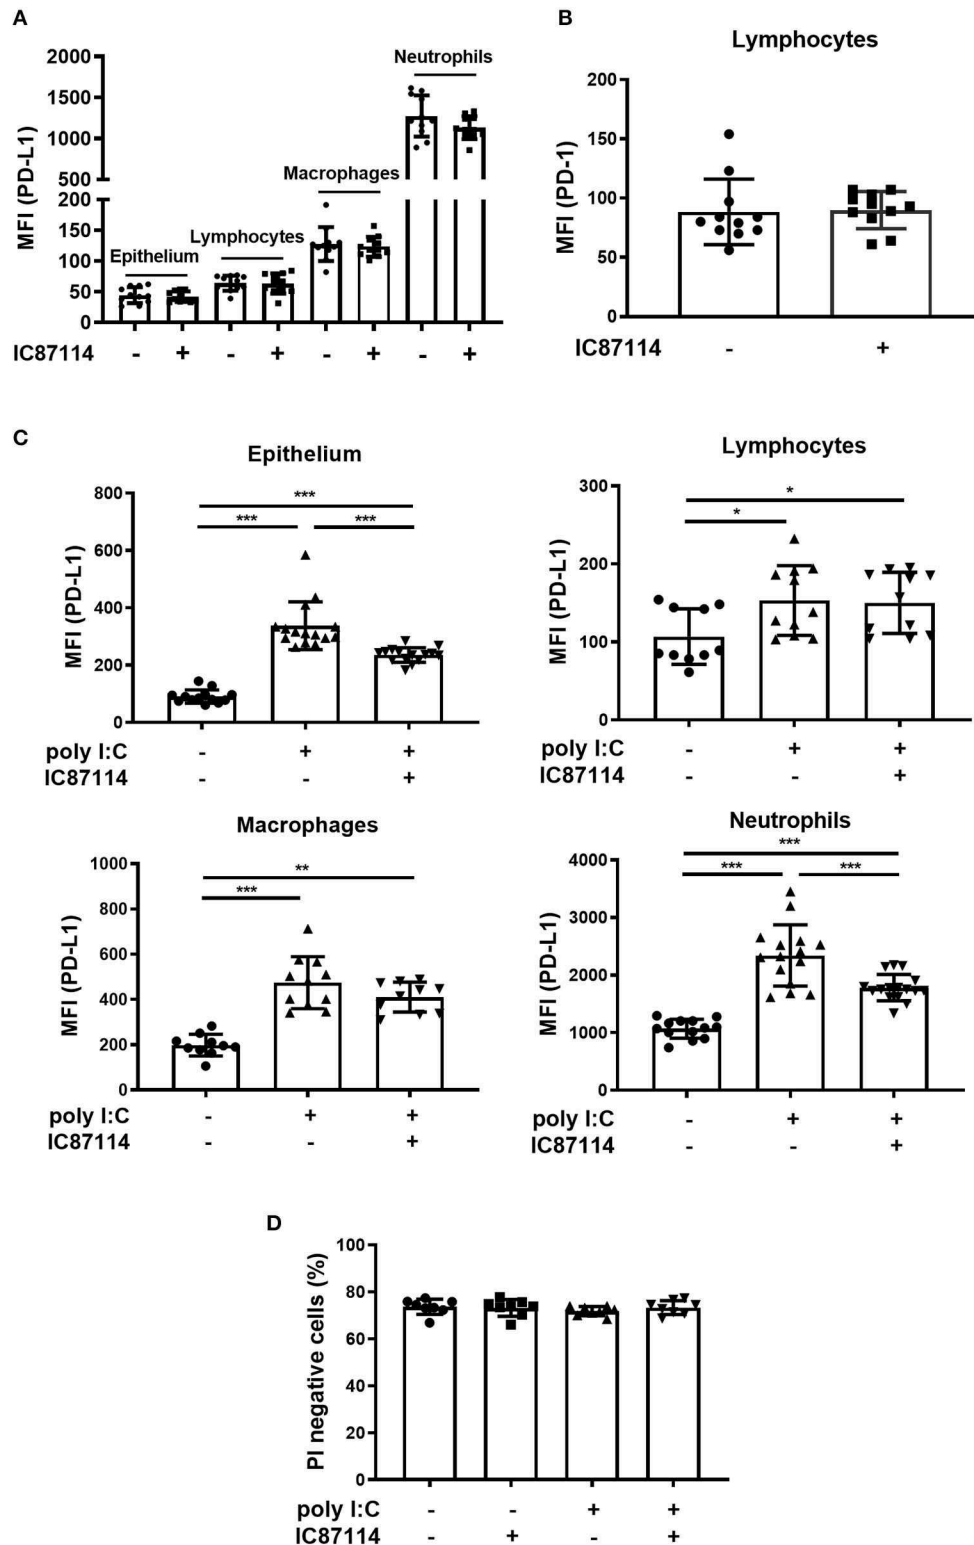 A
2000
1500
1000
500
200
150
100
50
0
MFI (PD-L1)
Epithelium
Lymphocytes
Macrophages
Neutrophils
IC87114 - + - + - + - +
B
Lymphocytes
200
150
100
50
0
MFI (PD-1)
IC87114 - +
C
Epithelium
800
600
400
200
0
MFI (PD-L1)
***
*** ***
poly I:C - + +
IC87114 - - +
Lymphocytes
300
200
100
0
MFI (PD-L1)
*
*
poly I:C - + +
IC87114 - - +
Macrophages
1000
800
600
400
200
0
MFI (PD-L1)
**
***
poly I:C - + +
IC87114 - - +
Neutrophils
4000
3000
2000
1000
0
MFI (PD-L1)
***
*** ***
poly I:C - + +
IC87114 - - +
D
100
80
60
40
20
0
PI negative cells (%)
poly I:C - - + +
IC87114 - + - +